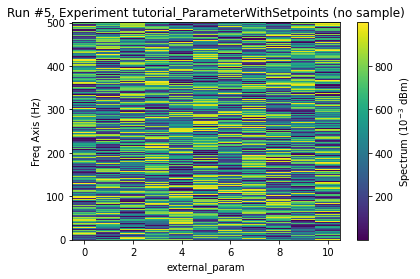 Run #5, Experiment tutorial_ParameterWithSetpoints (no sample)
500
400
300
200
100
0
Freq Axis (Hz)
0 2 4 6 8 10
external_param
800
600
400
200
Spectrum (10⁻³ dBm)